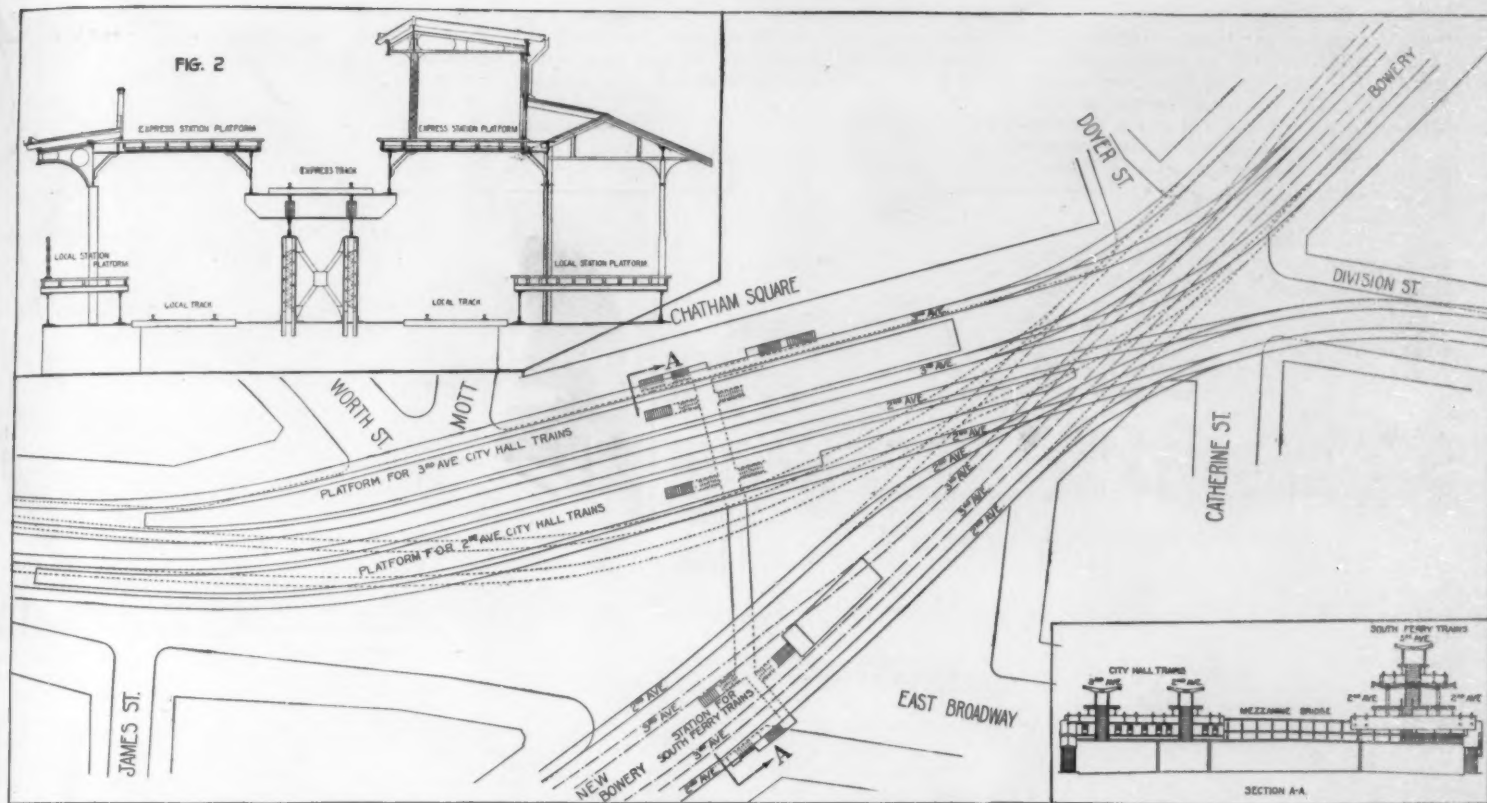 FIG. 2
EXPRESS STATION PLATFORM
EXPRESS STATION PLATFORM
EXPRESS TRACK
LOCAL STATION
PLATFORM
LOCAL STATION PLATFORM
LOCAL TRACK
LOCAL TRACK
BOWERY
DOYER ST.
DIVISION ST.
CHATHAM SQUARE
3RD AVE.
A
3RD AVE.
WORTH ST.
MOTT
2ND AVE.
CATHERINE ST.
PLATFORM FOR 3RD AVE CITY HALL TRAINS
2ND AVE.
2ND AVE.
3RD AVE.
3RD AVE.
2ND AVE.
PLATFORM FOR 2ND AVE CITY HALL TRAINS
JAMES ST.
2ND AVE.
3RD AVE.
STATION FOR
SOUTH FERRY TRAINS
NEW
BOWERY
3RD AVE.
2ND AVE.
A
EAST BROADWAY
SOUTH FERRY TRAINS
3RD AVE.
CITY HALL TRAINS
3RD AVE.
2ND AVE.
2ND AVE.
2ND AVE.
MEZZANINE BRIDGE
SECTION A-A